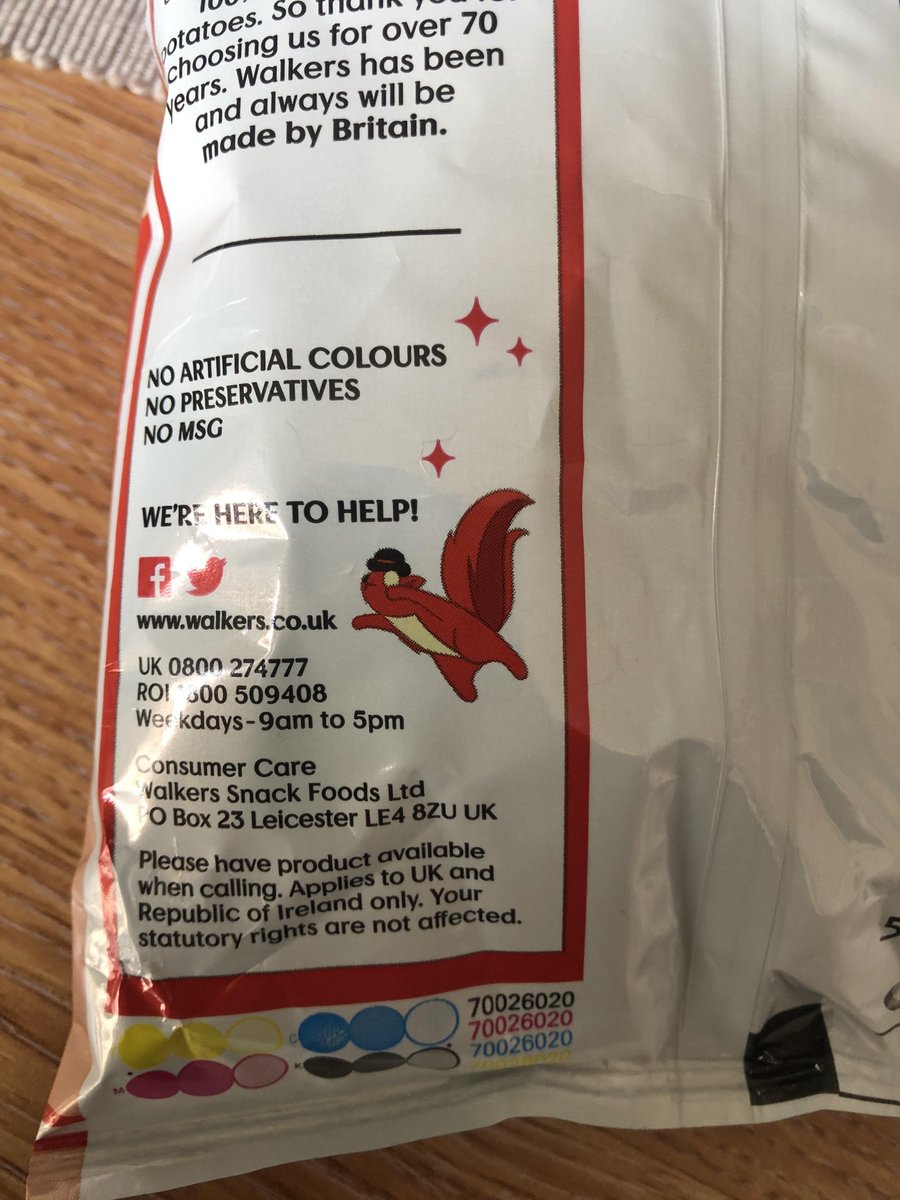 potatoes. So thank you for
choosing us for over 70
years. Walkers has been
and always will be
made by Britain.
NO ARTIFICIAL COLOURS
NO PRESERVATIVES
NO MSG
WE'RE HERE TO HELP!
www.walkers.co.uk
UK 0800 274777
ROI 1800 509408
Weekdays-9am to 5pm
Consumer Care
Walkers Snack Foods Ltd
PO Box 23 Leicester LE4 8ZU UK
Please have product available
when calling. Applies to UK and
Republic of Ireland only. Your
statutory rights are not affected.
70026020
70026020
C 70026020
M K 70026020